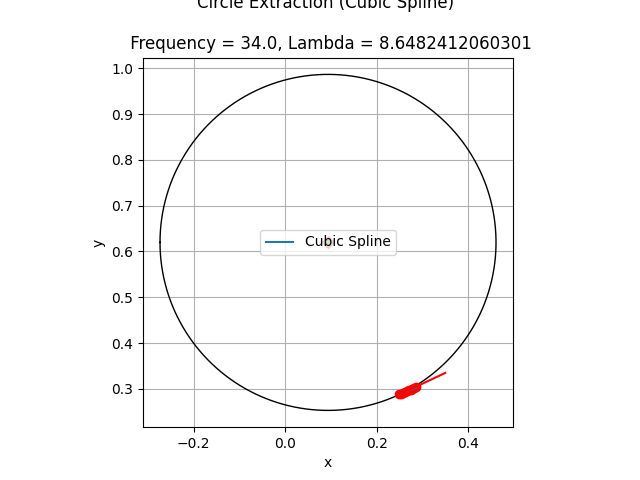 Circle Extraction (Cubic Spline)
Frequency = 34.0, Lambda = 8.6482412060301
1.0
0.9
0.8
0.7
0.6
0.5
0.4
0.3
y
Cubic Spline
−0.2 0.0 0.2 0.4
x